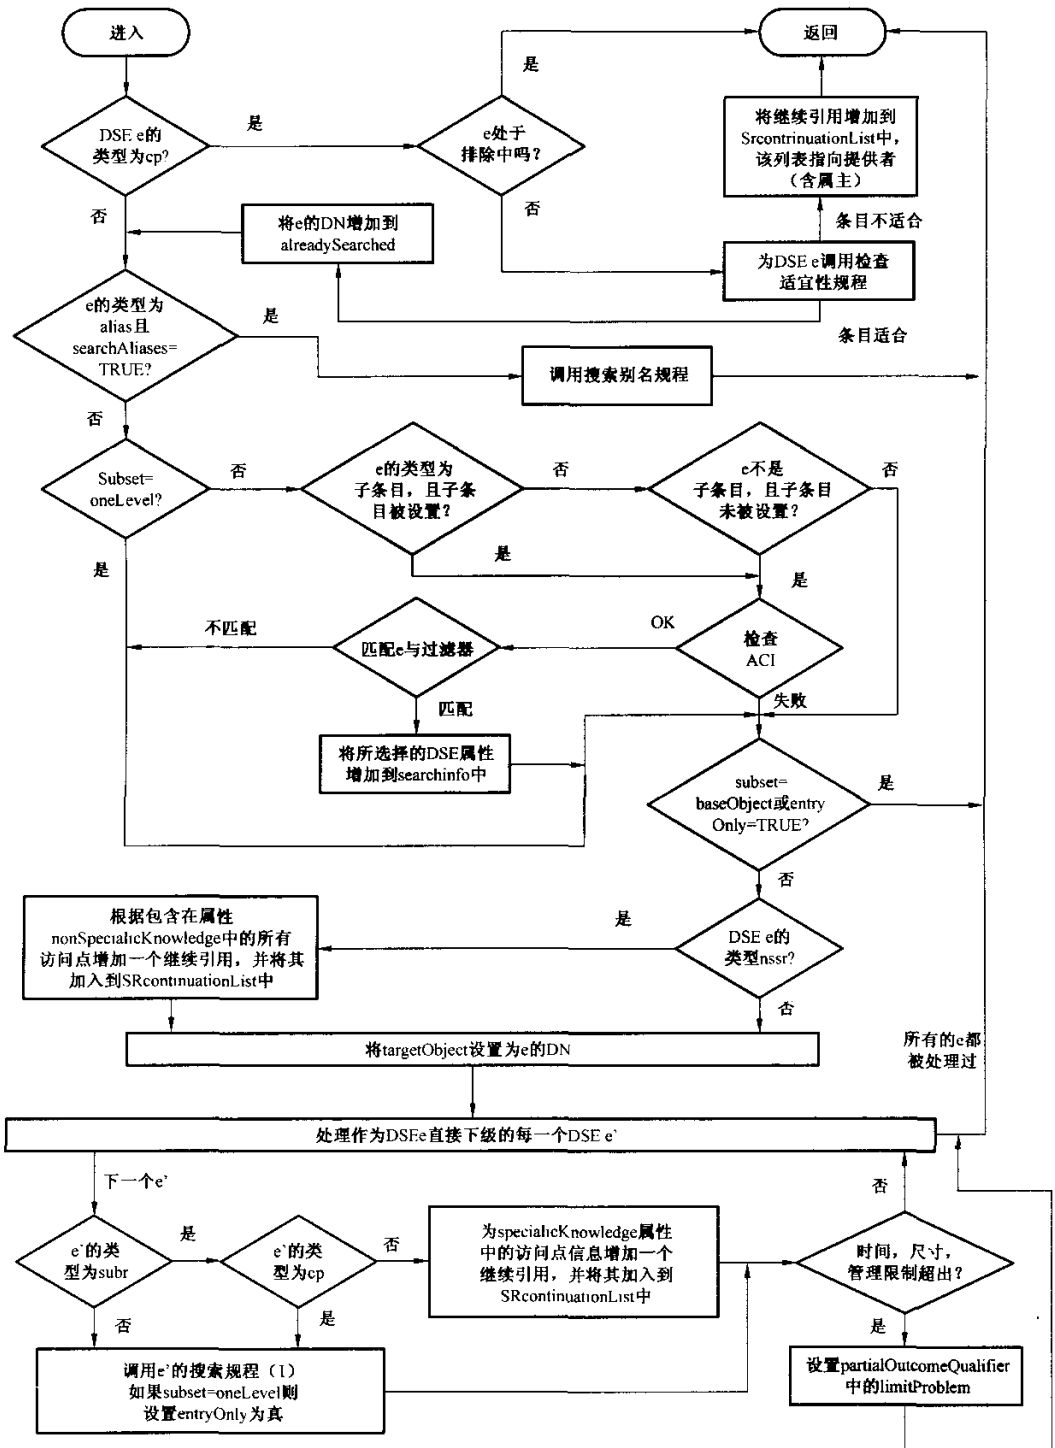 进入
返回
DSE e的
类型为cp?
是
e处于
排除中吗?
是
将继续引用增加到
SrcontrinuationList中,
该列表指向提供者
(含属主)
否
将e的DN增加到
alreadySearched
否
条目不适合
为DSE e调用检查
适宜性规程
条目适合
e的类型为
alias且
searchAliases=
TRUE?
是
调用搜索别名规程
否
Subset=
oneLevel?
否
e的类型为
子条目, 且子条
目被设置?
否
e不是
子条目, 且子条目
未被设置?
否
是
是
是
不匹配
匹配e与过滤器
OK
检查
ACI
匹配
失败
将所选择的DSE属性
增加到searchinfo中
subset=
baseObject或entry
Only=TRUE?
是
否
根据包含在属性
nonSpecialicKnowledge中的所有
访问点增加一个继续引用, 并将其
加入到SRcontinuationList中
是
DSE e的
类型nssr?
否
将targetObject设置为e的DN
所有的e都
被处理过
处理作为DSEe直接下级的每一个DSE e'
下一个e'
e'的类
型为subr
是
e'的类
型为cp
否
为specialicKnowledge属性
中的访问点信息增加一个
继续引用, 并将其加入到
SRcontinuationList中
否
时间, 尺寸,
管理限制超出?
否
是
是
调用e'的搜索规程 (I)
如果subset=oneLevel则
设置entryOnly为真
设置partialOutcomeQualifier
中的limitProblem